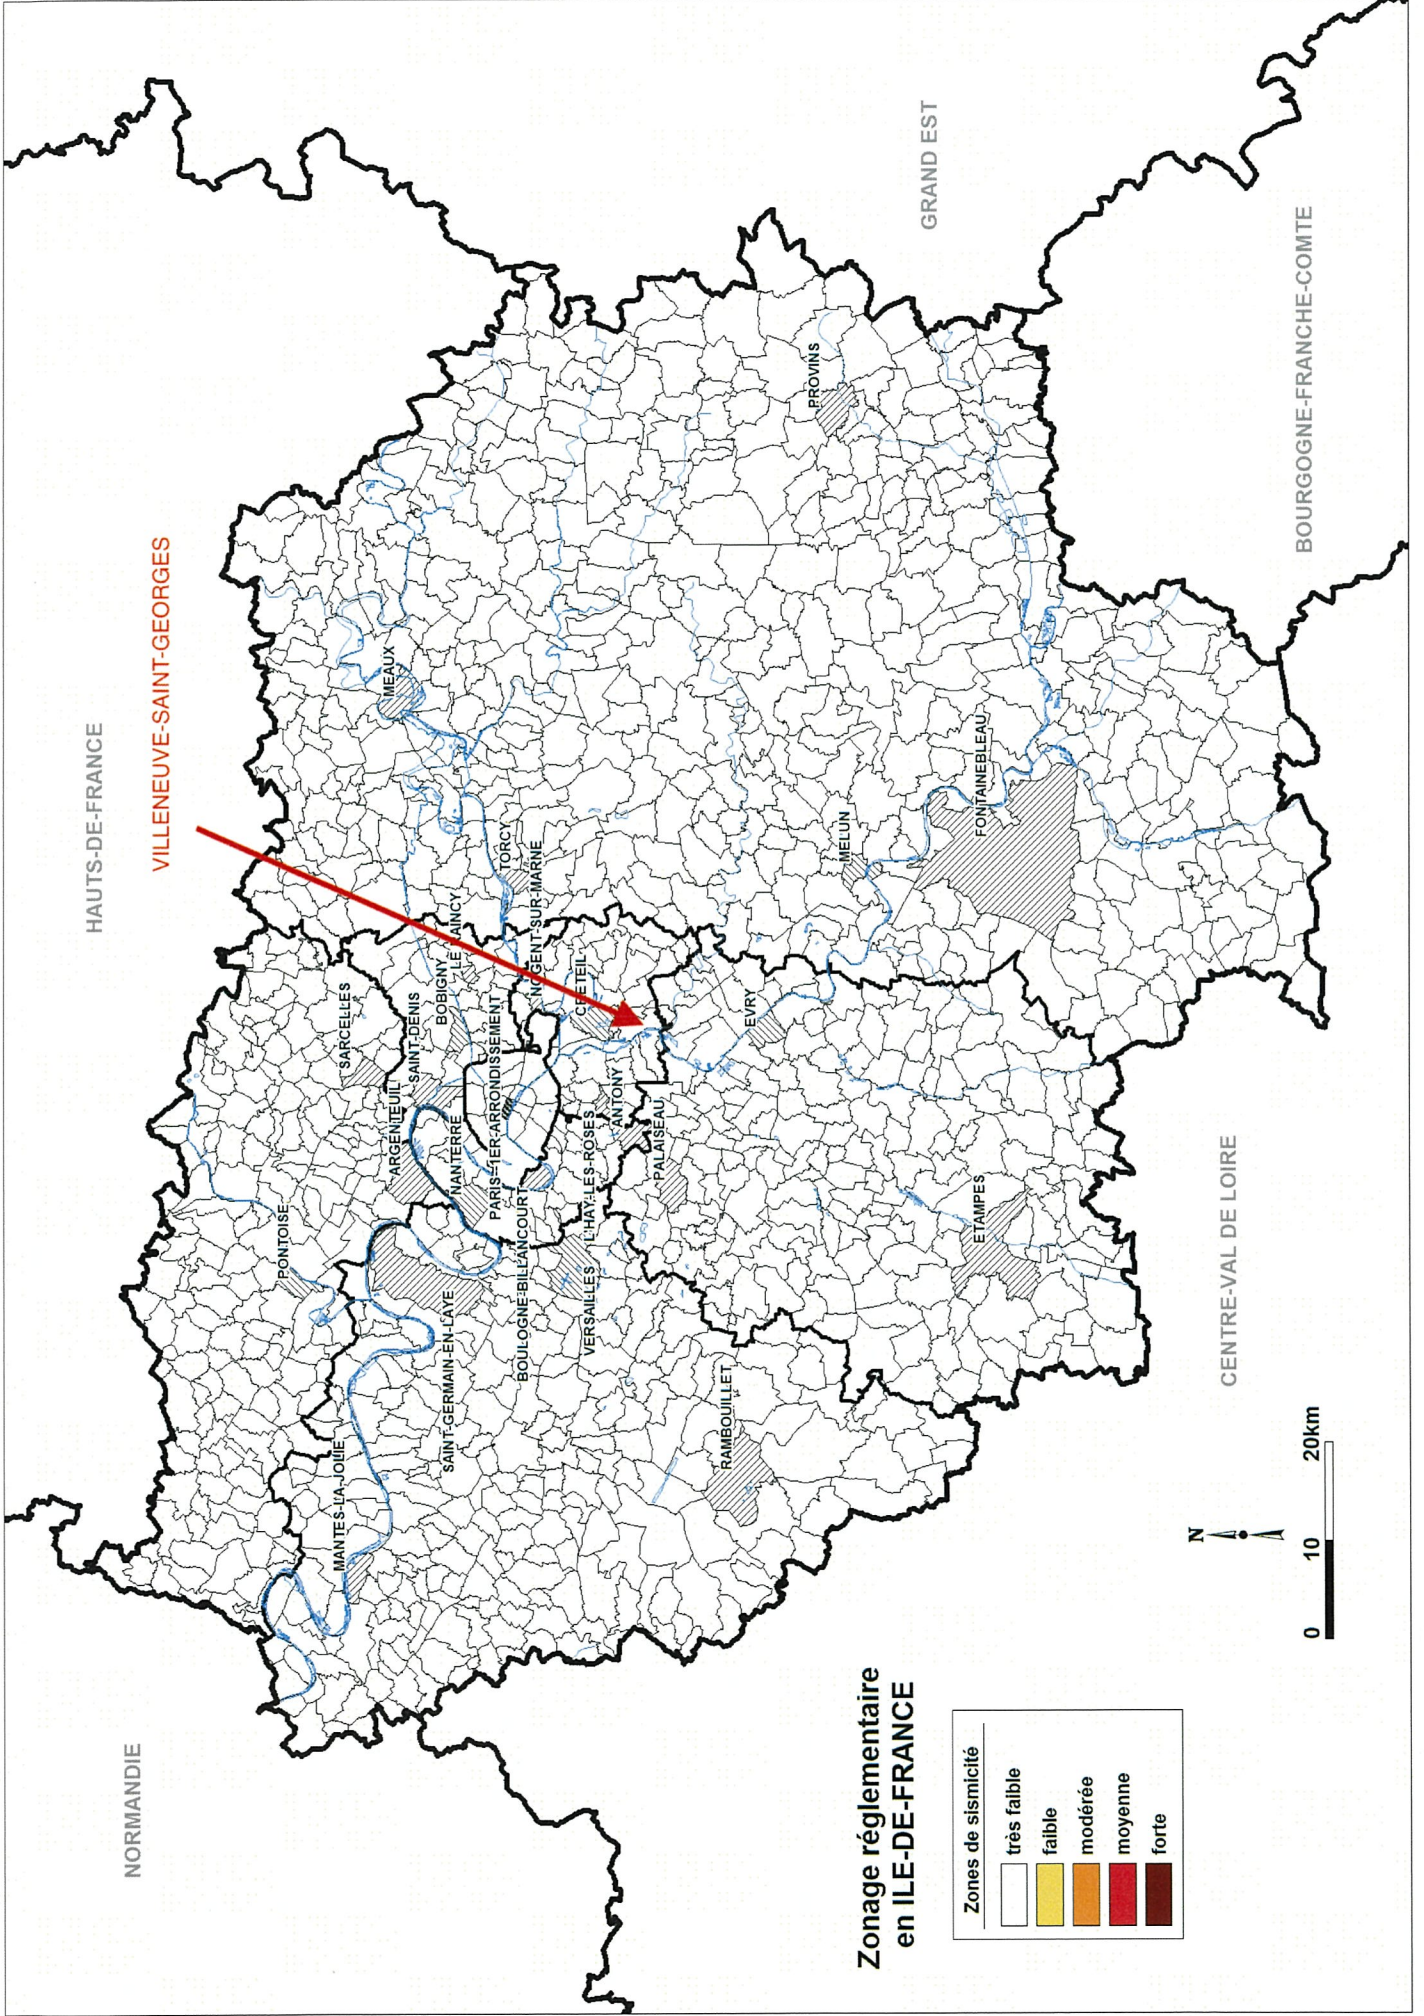 HAUTS-DE-FRANCE
VILLENEUVE-SAINT-GEORGES
NORMANDIE
GRAND EST
BOURGOGNE-FRANCHE-COMTE
CENTRE-VAL DE LOIRE
PONTOISE
SARCELLES
MEAUX
MANTES-LA-JOLIE
ARGENTEUIL
SAINT-DENIS
BOBIGNY
LE RAINCY
SAINT-GERMAIN-EN-LAYE
NANTERRE
TORCY
PARIS-1ER-ARRONDISSEMENT
NOGENT-SUR-MARNE
BOULOGNE-BILLANCOURT
CRETEIL
VERSAILLES
L'HAY-LES-ROSES
ANTONY
PALAISEAU
RAMBOUILLET
EVRY
PROVINS
MELUN
ETAMPES
FONTAINEBLEAU
Zonage réglementaire
en ILE-DE-FRANCE
Zones de sismicité
très faible
faible
modérée
moyenne
forte
N
0 10 20km